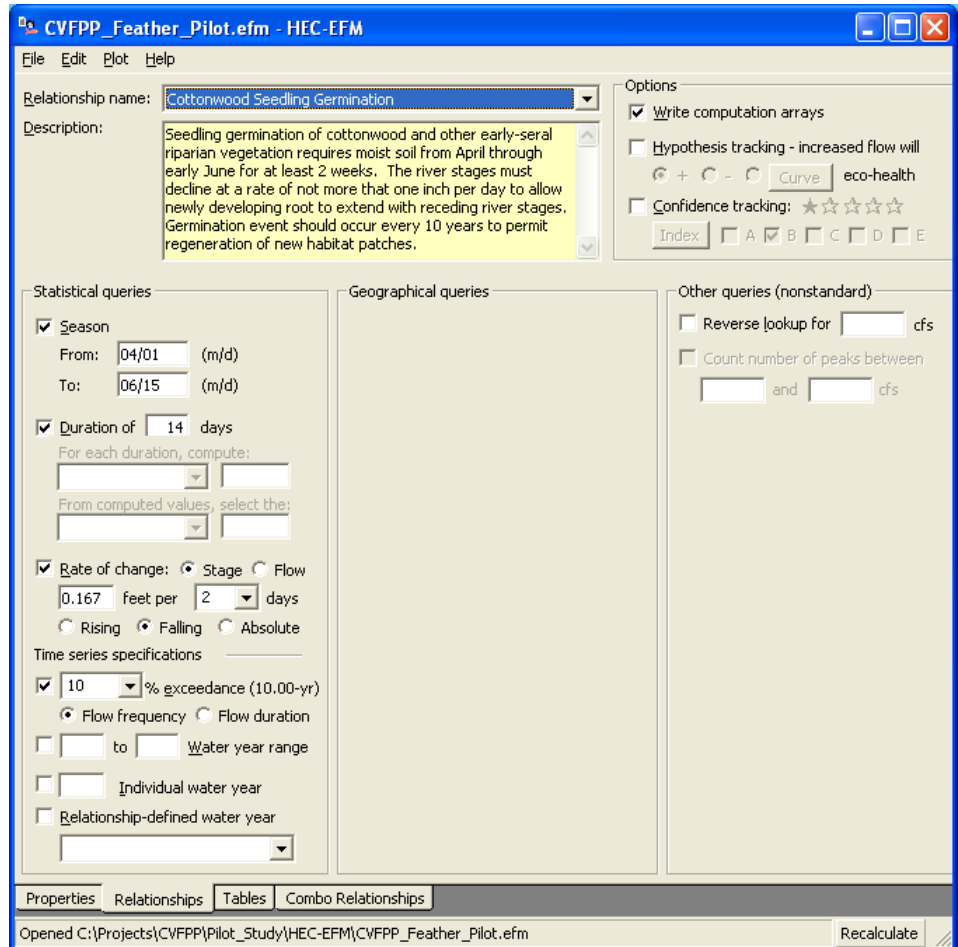 CVFPP_Feather_Pilot.efm - HEC-EFM
File Edit Plot Help
Relationship name: Cottonwood Seedling Germination
Description:
Seedling germination of cottonwood and other early-seral
riparian vegetation requires moist soil from April through
early June for at least 2 weeks. The river stages must
decline at a rate of not more that one inch per day to allow
newly developing root to extend with receding river stages.
Germination event should occur every 10 years to permit
regeneration of new habitat patches.
Options
Write computation arrays
Hypothesis tracking - increased flow will
+ - Curve eco-health
Confidence tracking:
Index A B C D E
Statistical queries
Season
From: 04/01 (m/d)
To: 06/15 (m/d)
Duration of 14 days
For each duration, compute:
From computed values, select the:
Rate of change: Stage Flow
0.167 feet per 2 days
Rising Falling Absolute
Time series specifications
10 % exceedance (10.00-yr)
Flow frequency Flow duration
to Water year range
Individual water year
Relationship-defined water year
Geographical queries
Other queries (nonstandard)
Reverse lookup for cfs
Count number of peaks between
and cfs
Properties Relationships Tables Combo Relationships
Opened C:\Projects\CVFPP\Pilot_Study\HEC-EFM\CVFPP_Feather_Pilot.efm Recalculate